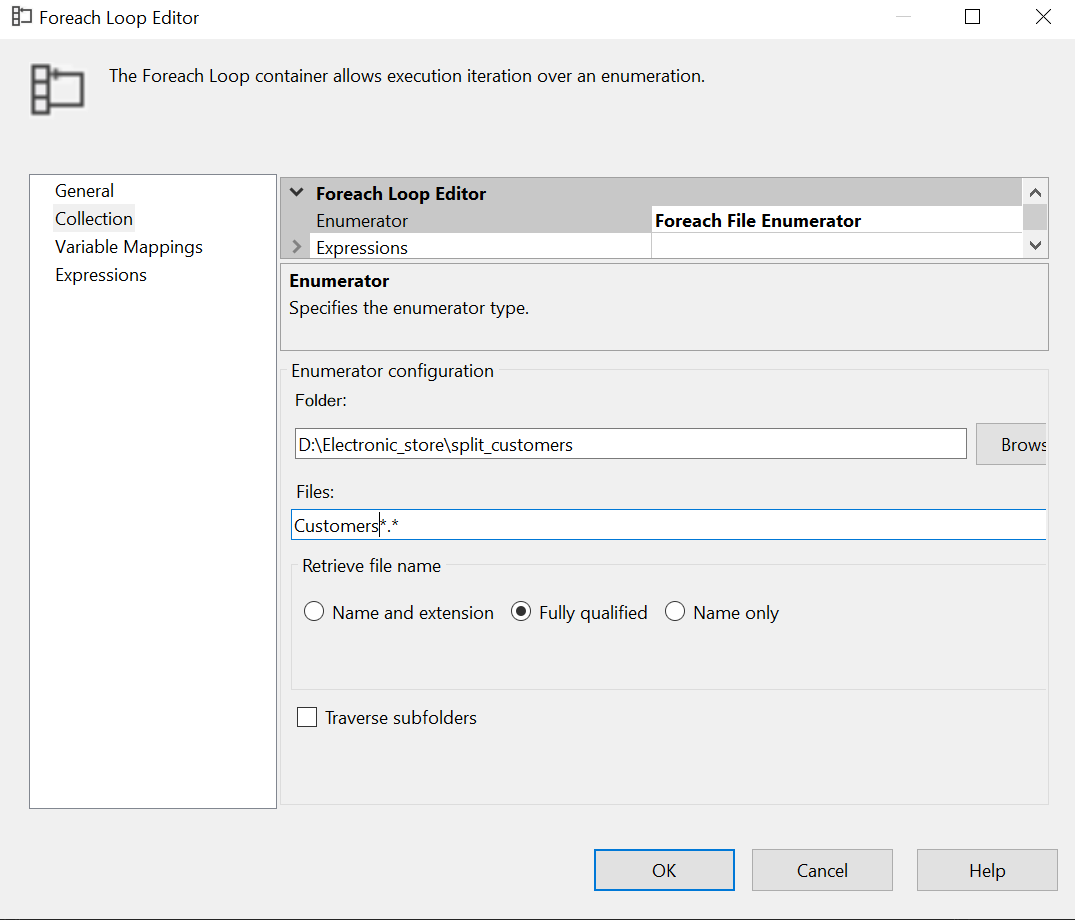 Foreach Loop Editor
The Foreach Loop container allows execution iteration over an enumeration.
General
Collection
Variable Mappings
Expressions
Foreach Loop Editor
Enumerator Foreach File Enumerator
Expressions
Enumerator
Specifies the enumerator type.
Enumerator configuration
Folder:
D:\Electronic_store\split_customers
Brows
Files:
Customers*.*
Retrieve file name
Name and extension Fully qualified Name only
Traverse subfolders
OK Cancel Help